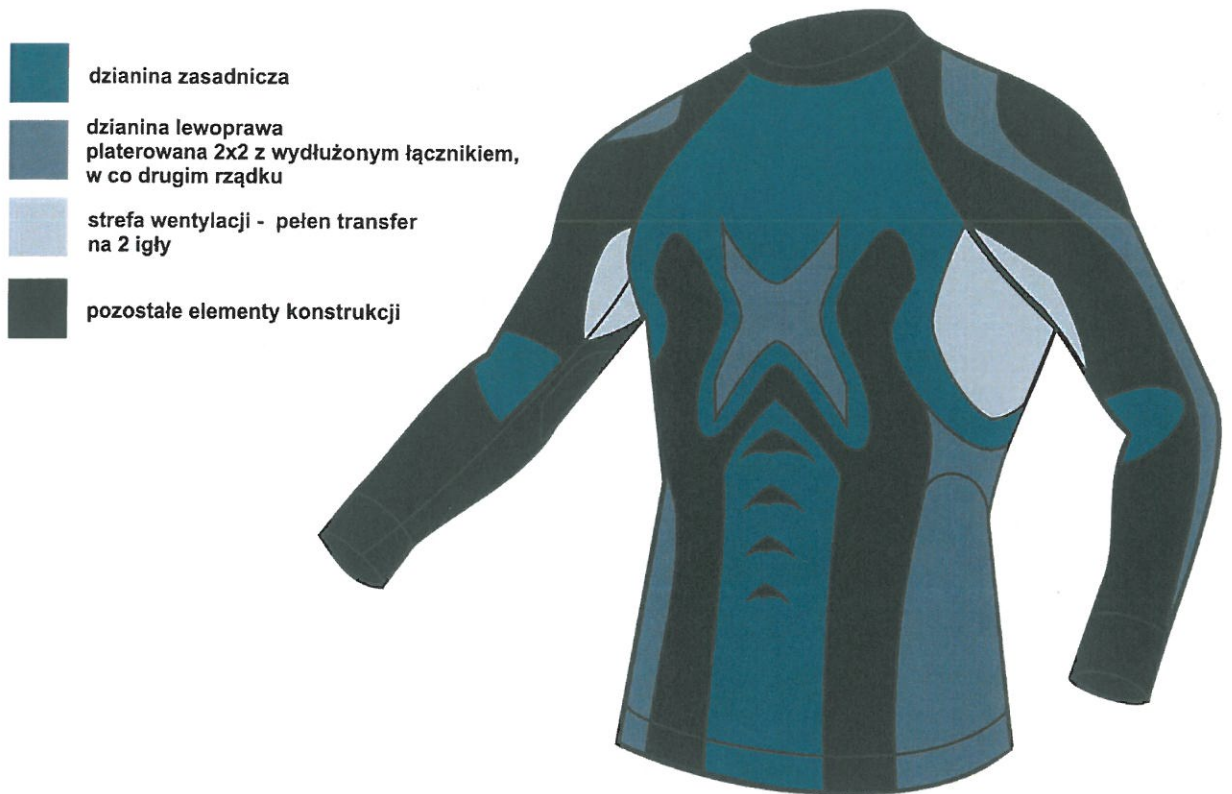 dzianina zasadnicza
dzianina lewoprawa
platerowana 2x2 z wydłużonym łącznikiem,
w co drugim rządku
strefa wentylacji - pełen transfer
na 2 igły
pozostałe elementy konstrukcji